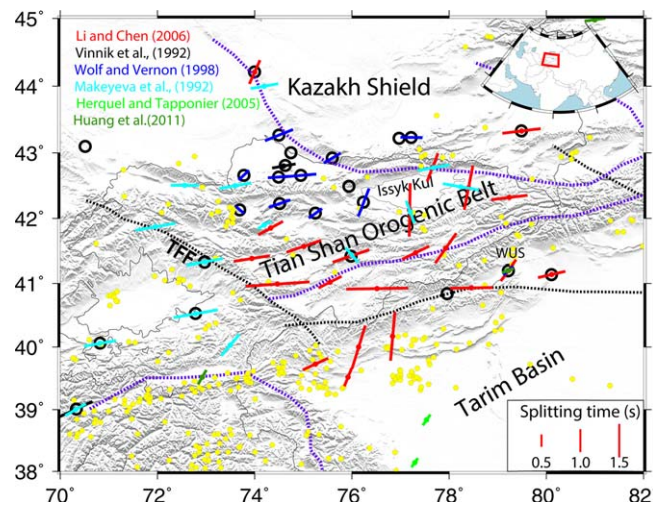 45°
44°
43°
42°
41°
40°
39°
38°
Li and Chen (2006)
Vinnik et al., (1992)
Wolf and Vernon (1998)
Makeyeva et al., (1992)
Herquel and Tapponier (2005)
Huang et al.(2011)
Kazakh Shield
Issyk Kul
Tian Shan Orogenic Belt
TFF
WUS
Tarim Basin
Splitting time (s)
0.5 1.0 1.5
70 72 74 76 78 80 82